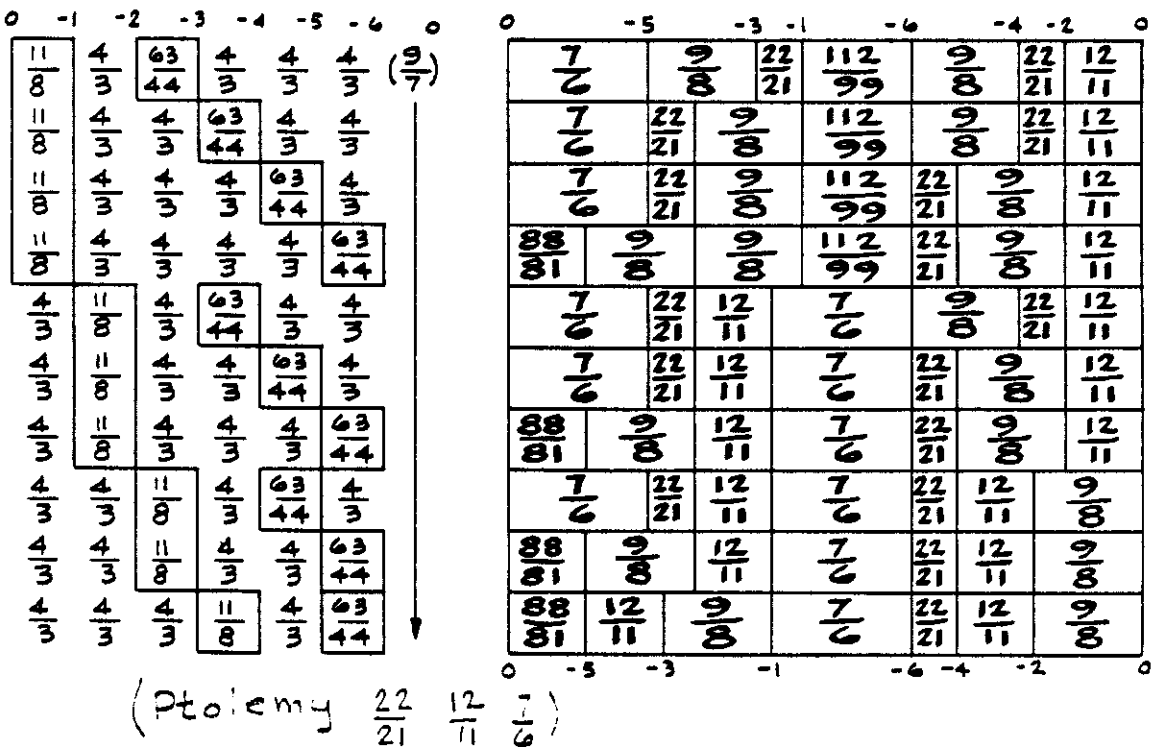 0 -1 -2 -3 -4 -5 -6 0 0 -5 -3 -1 -6 -4 -2 0
11/8 4/3 63/44 4/3 4/3 4/3 (9/7) 7/6 9/8 22/21 112/99 9/8 22/21 12/11
11/8 4/3 4/3 63/44 4/3 4/3 7/6 22/21 9/8 112/99 9/8 22/21 12/11
11/8 4/3 4/3 4/3 63/44 4/3 7/6 22/21 9/8 112/99 22/21 9/8 12/11
11/8 4/3 4/3 4/3 4/3 63/44 88/81 9/8 9/8 112/99 22/21 9/8 12/11
4/3 11/8 4/3 63/44 4/3 4/3 7/6 22/21 12/11 7/6 9/8 22/21 12/11
4/3 11/8 4/3 4/3 63/44 4/3 7/6 22/21 12/11 7/6 22/21 9/8 12/11
4/3 11/8 4/3 4/3 4/3 63/44 88/81 9/8 12/11 7/6 22/21 9/8 12/11
4/3 4/3 11/8 4/3 63/44 4/3 7/6 22/21 12/11 7/6 22/21 12/11 9/8
4/3 4/3 11/8 4/3 4/3 63/44 88/81 9/8 12/11 7/6 22/21 12/11 9/8
4/3 4/3 4/3 11/8 4/3 63/44 88/81 12/11 9/8 7/6 22/21 12/11 9/8
0 -5 -3 -1 -6 -4 -2 0
(Ptolemy 22/21 12/11 7/6)